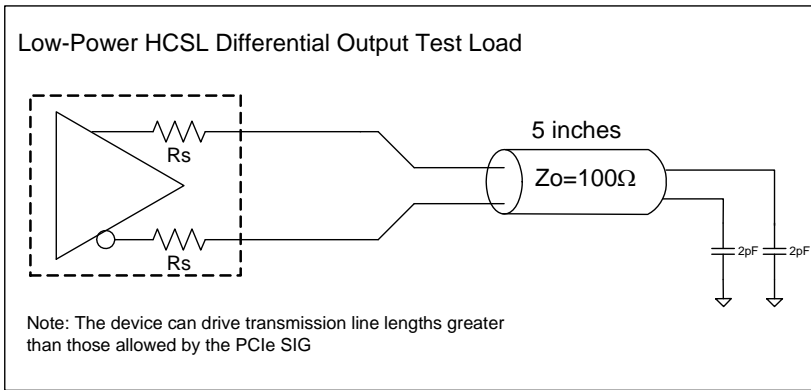 Low-Power HCSL Differential Output Test Load
Rs
5 inches
Zo=100Ω
2pF 2pF
Rs
Note: The device can drive transmission line lengths greater
than those allowed by the PCIe SIG